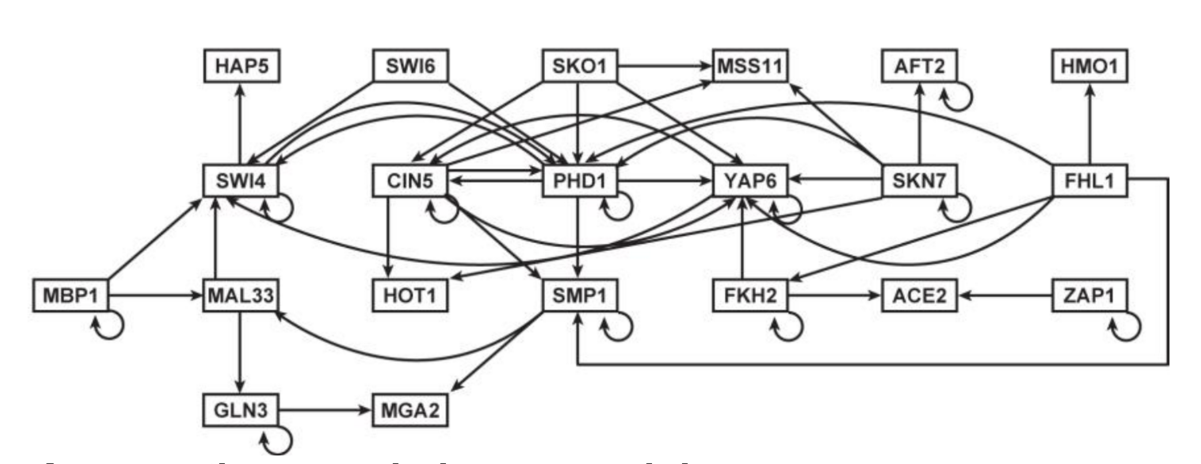 HAP5 SWI6 SKO1 MSS11 AFT2 HMO1
SWI4 CIN5 PHD1 YAP6 SKN7 FHL1
MBP1 MAL33 HOT1 SMP1 FKH2 ACE2 ZAP1
GLN3 MGA2